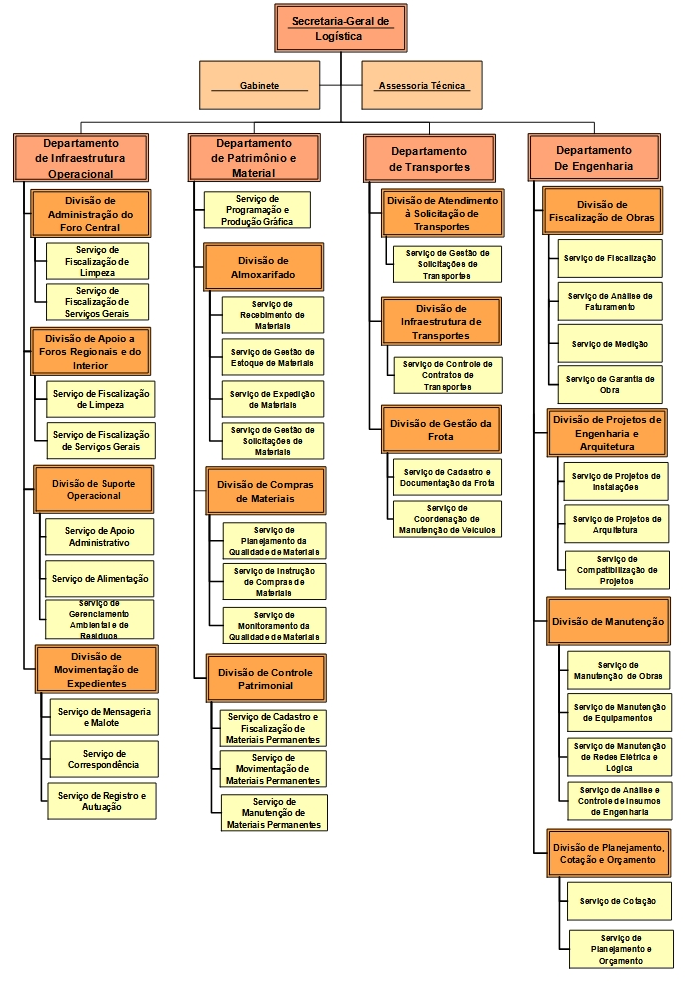 Secretaria-Geral de
Logística
Gabinete
Assessoria Técnica
Departamento
de Infraestrutura
Operacional
Divisão de
Administração do
Foro Central
Serviço de
Fiscalização de
Limpeza
Serviço de
Fiscalização de
Serviços Gerais
Divisão de Apoio a
Foros Regionais e do
Interior
Serviço de Fiscalização
de Limpeza
Serviço de Fiscalização
de Serviços Gerais
Divisão de Suporte
Operacional
Serviço de Apoio
Administrativo
Serviço de Alimentação
Serviço de
Gerenciamento
Ambiental e de
Resíduos
Divisão de
Movimentação de
Expedientes
Serviço de Mensageria
e Malote
Serviço de
Correspondência
Serviço de Registro e
Autuação
Departamento
de Patrimônio e
Material
Serviço de
Programação e
Produção Gráfica
Divisão de
Almoxarifado
Serviço de
Recebimento de
Materiais
Serviço de Gestão de
Estoque de Materiais
Serviço de Expedição
de Materiais
Serviço de Gestão de
Solicitações de
Materiais
Divisão de Compras
de Materiais
Serviço de
Planejamento da
Qualidade de Materiais
Serviço de Instrução
de Compras de
Materiais
Serviço de
Monitoramento da
Qualidade de Materiais
Divisão de Controle
Patrimonial
Serviço de Cadastro e
Fiscalização de
Materiais Permanentes
Serviço de
Movimentação de
Materiais Permanentes
Serviço de
Manutenção de
Materiais Permanentes
Departamento
de Transportes
Divisão de Atendimento
à Solicitação de
Transportes
Serviço de Gestão de
Solicitações de
Transportes
Divisão de
Infraestrutura de
Transportes
Serviço de Controle de
Contratos de
Transportes
Divisão de Gestão da
Frota
Serviço de Cadastro e
Documentação da Frota
Serviço de
Coordenação de
Manutenção de Veículos
Departamento
De Engenharia
Divisão de
Fiscalização de Obras
Serviço de Fiscalização
Serviço de Análise de
Faturamento
Serviço de Medição
Serviço de Garantia de
Obra
Divisão de Projetos de
Engenharia e
Arquitetura
Serviço de Projetos de
Instalações
Serviço de Projetos de
Arquitetura
Serviço de
Compatibilização de
Projetos
Divisão de Manutenção
Serviço de
Manutenção de Obras
Serviço de Manutenção
de Equipamentos
Serviço de Manutenção
de Redes Elétrica e
Lógica
Serviço de Análise e
Controle de Insumos
de Engenharia
Divisão de Planejamento,
Cotação e Orçamento
Serviço de Cotação
Serviço de
Planejamento e
Orçamento